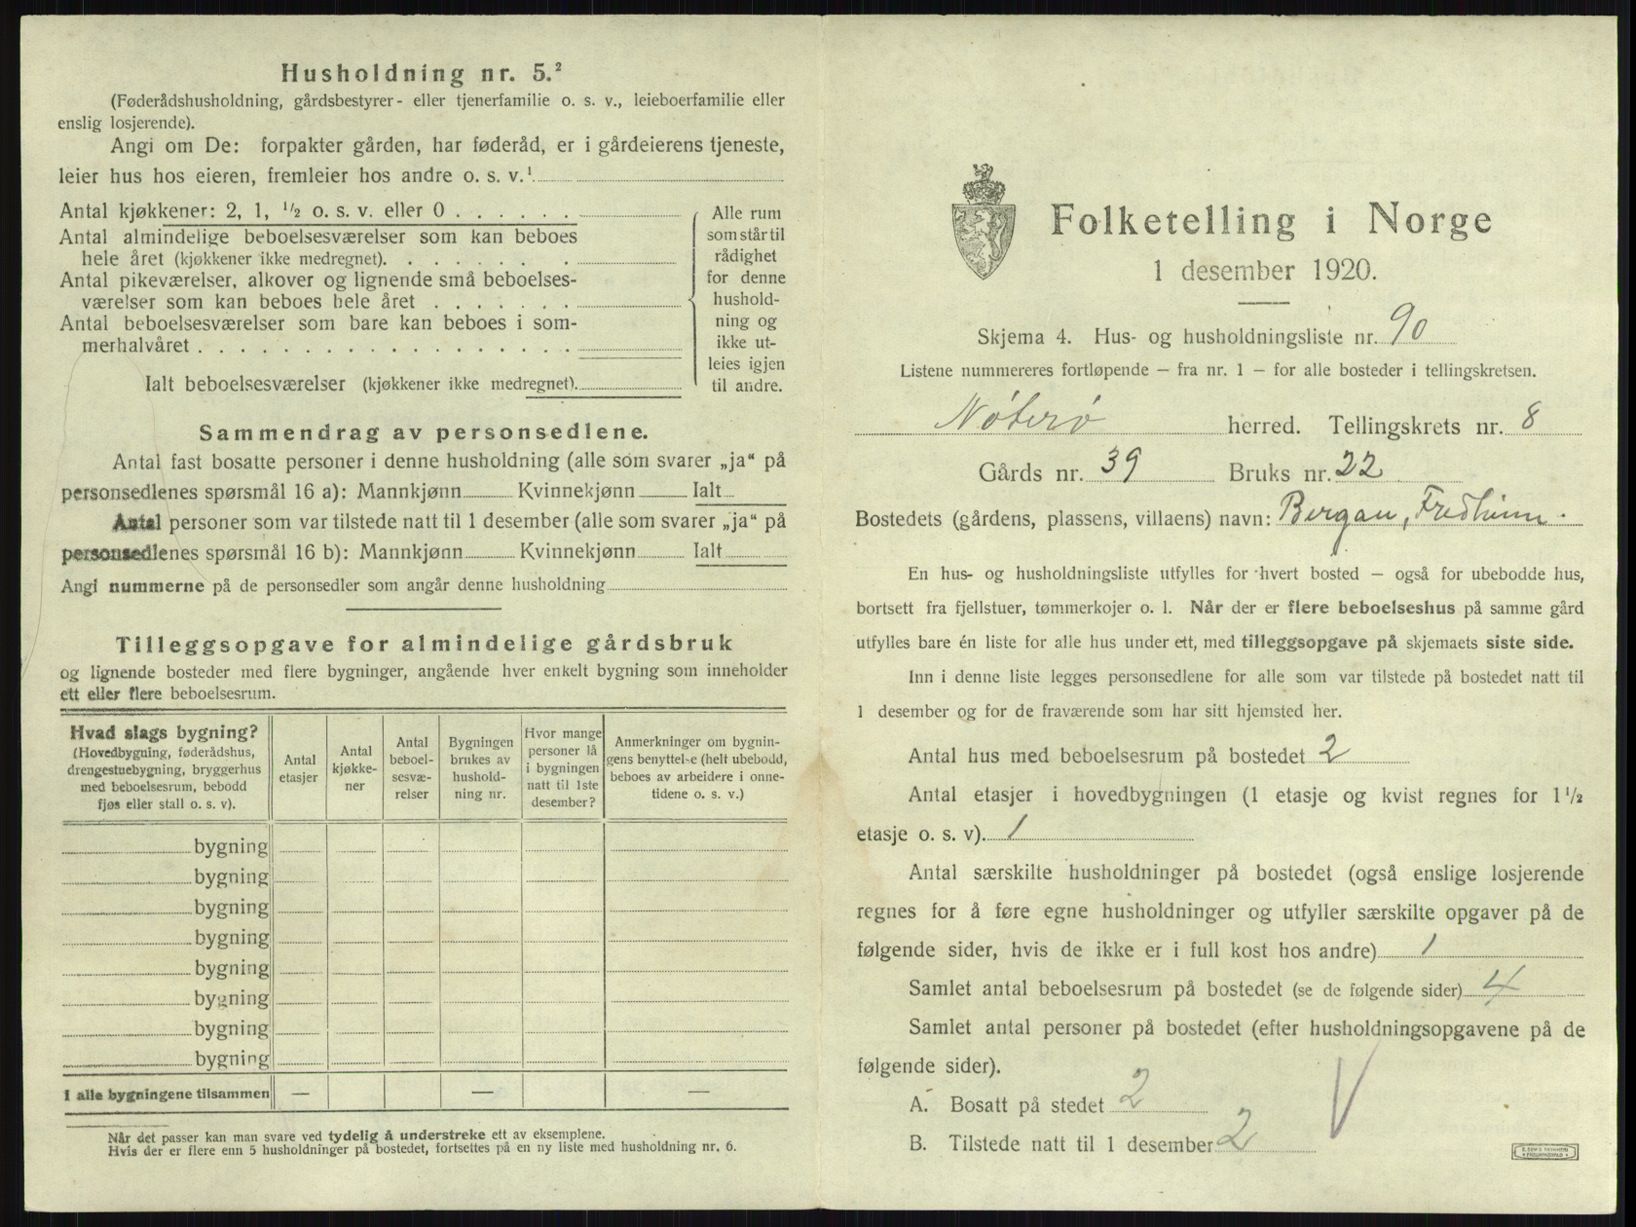 Husholdning nr. 5.²
(Føderådshusholdning, gårdsbestyrer- eller tjenerfamilie o. s. v., leieboerfamilie eller
enslig losjerende).
Angi om De: forpakter gården, har føderåd, er i gårdeierens tjeneste,
leier hus hos eieren, fremleier hos andre o. s. v.¹
Antal kjøkkener: 2, 1, ½ o. s. v. eller 0 . . . . . .
Antal almindelige beboelsesværelser som kan beboes
hele året (kjøkkener ikke medregnet). . . . . . . .
Antal pikeværelser, alkover og lignende små beboelses-
værelser som kan beboes hele året . . . . . . .
Antal beboelsesværelser som bare kan beboes i som-
merhalvåret . . . . . . . . . . . . . . . . . .
Ialt beboelsesværelser (kjøkkener ikke medregnet).
Alle rum
som står til
rådighet
for denne
hushold-
ning og
ikke ut-
leies igjen
til andre.
Sammendrag av personsedlene.
Antal fast bosatte personer i denne husholdning (alle som svarer „ja“ på
personsedlenes spørsmål 16 a): Mannkjønn Kvinnekjønn Ialt
Antal personer som var tilstede natt til 1 desember (alle som svarer „ja“ på
personsedlenes spørsmål 16 b): Mannkjønn Kvinnekjønn Ialt
Angi nummerne på de personsedler som angår denne husholdning
Tilleggsopgave for almindelige gårdsbruk
og lignende bosteder med flere bygninger, angående hver enkelt bygning som inneholder
ett eller flere beboelsesrum.
Hvad slags bygning?
(Hovedbygning, føderådshus,
drengestuebygning, bryggerhus
med beboelsesrum, bebodd
fjøs eller stall o. s. v).
Antal
etasjer
Antal
kjøkke-
ner
Antal
beboel-
sesvæ-
relser
Bygningen
brukes av
hushold-
ning nr.
Hvor mange
personer lå
i bygningen
natt til 1ste
desember?
Anmerkninger om bygnin-
gens benyttelse (helt ubebodd,
beboes av arbeidere i onne-
tidene o. s. v.)
bygning
bygning
bygning
bygning
bygning
bygning
bygning
bygning
I alle bygningene tilsammen — — —
Når det passer kan man svare ved tydelig å understreke ett av eksemplene.
Hvis der er flere enn 5 husholdninger på bostedet, fortsettes på en ny liste med husholdning nr. 6.
Folketelling i Norge
1 desember 1920.
Skjema 4. Hus- og husholdningsliste nr. 90
Listene nummereres fortløpende — fra nr. 1 — for alle bosteder i tellingskretsen.
Nøterø herred. Tellingskrets nr. 8
Gårds nr. 39 Bruks nr. 22
Bostedets (gårdens, plassens, villaens) navn: Bergan, Fredheim.
En hus- og husholdningsliste utfylles for hvert bosted — også for ubebodde hus,
bortsett fra fjellstuer, tømmerkojer o. l. Når der er flere beboelseshus på samme gård
utfylles bare én liste for alle hus under ett, med tilleggsopgave på skjemaets siste side.
Inn i denne liste legges personsedlene for alle som var tilstede på bostedet natt til
1 desember og for de fraværende som har sitt hjemsted her.
Antal hus med beboelsesrum på bostedet 2
Antal etasjer i hovedbygningen (1 etasje og kvist regnes for 1½
etasje o. s. v). 1
Antal særskilte husholdninger på bostedet (også enslige losjerende
regnes for å føre egne husholdninger og utfyller særskilte opgaver på de
følgende sider, hvis de ikke er i full kost hos andre) 1
Samlet antal beboelsesrum på bostedet (se de følgende sider) 4
Samlet antal personer på bostedet (efter husholdningsopgavene på de
følgende sider).
A. Bosatt på stedet 2
B. Tilstede natt til 1 desember 2